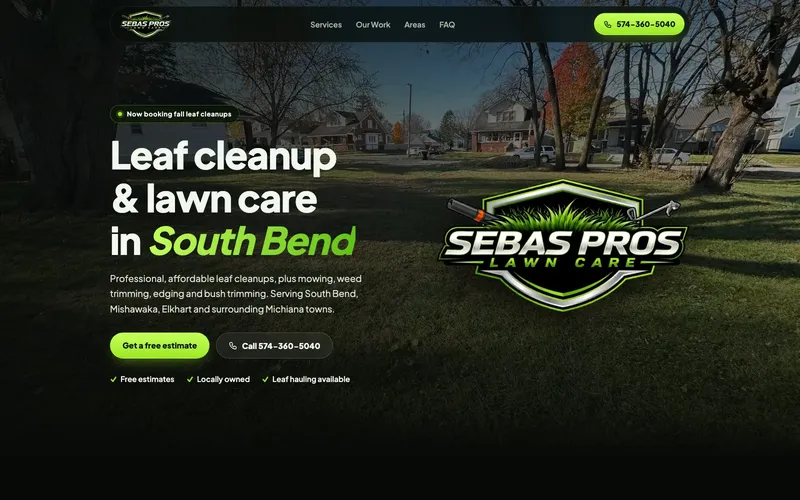 SEBAS PROS
LAWN CARE
Services
Our Work
Areas
FAQ
574-360-5040
Now booking fall leaf cleanups
Leaf cleanup
& lawn care
in South Bend
Professional, affordable leaf cleanups, plus mowing, weed
trimming, edging and bush trimming. Serving South Bend,
Mishawaka, Elkhart and surrounding Michiana towns.
Get a free estimate
Call 574-360-5040
Free estimates
Locally owned
Leaf hauling available
SEBAS PROS
LAWN CARE